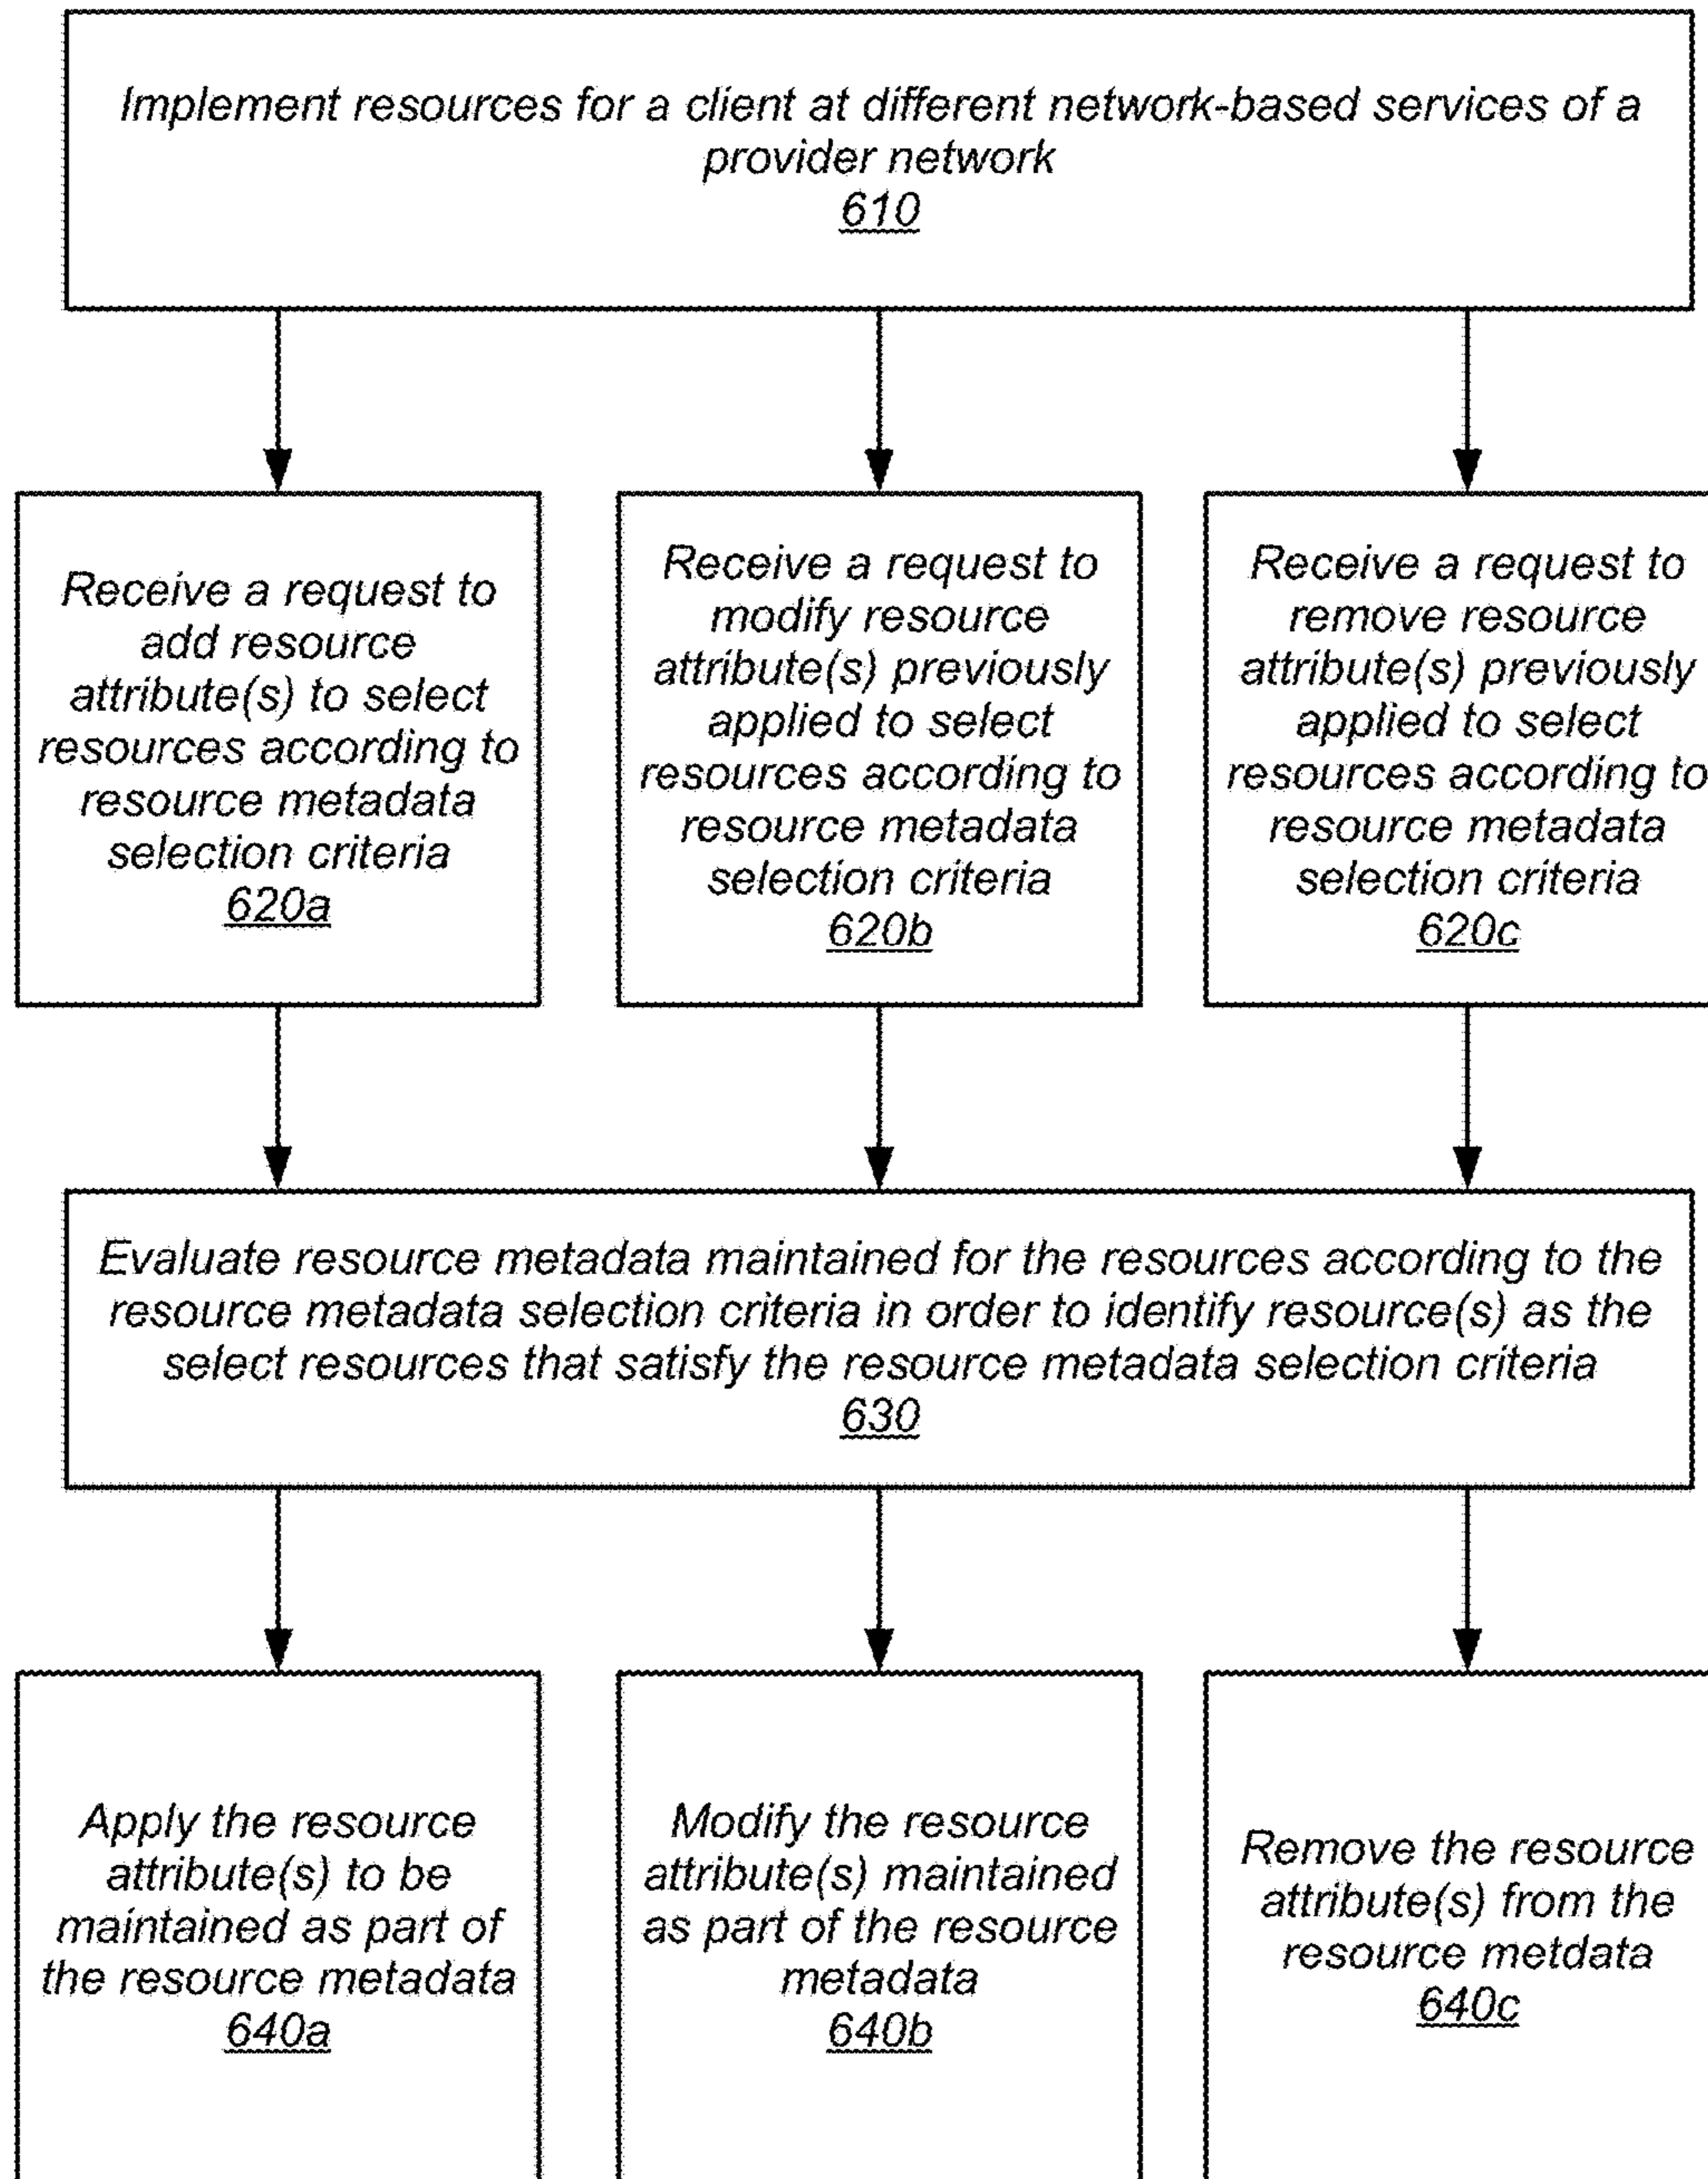 Implement resources for a client at different network-based services of a
provider network
610
Receive a request to
add resource
attribute(s) to select
resources according to
resource metadata
selection criteria
620a
Receive a request to
modify resource
attribute(s) previously
applied to select
resources according to
resource metadata
selection criteria
620b
Receive a request to
remove resource
attribute(s) previously
applied to select
resources according to
resource metadata
selection criteria
620c
Evaluate resource metadata maintained for the resources according to the
resource metadata selection criteria in order to identify resource(s) as the
select resources that satisfy the resource metadata selection criteria
630
Apply the resource
attribute(s) to be
maintained as part of
the resource metadata
640a
Modify the resource
attribute(s) maintained
as part of the resource
metadata
640b
Remove the resource
attribute(s) from the
resource metdata
640c